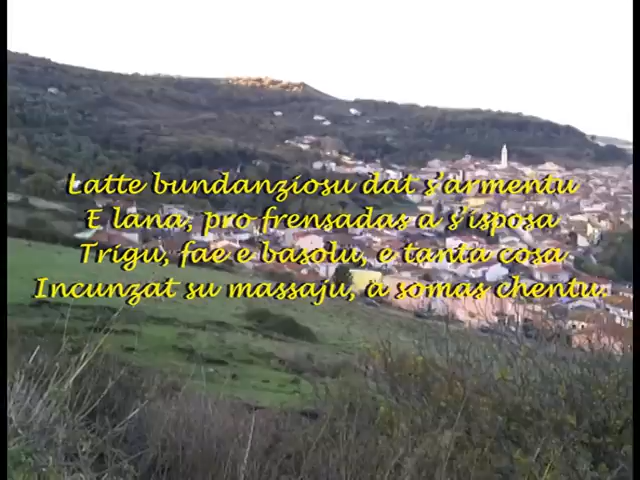 Latte bundanziosu dat s'armentu
E lana, pro frensadas a s'isposa
Trigu, fae e basolu, e tanta cosa
Incunzat su massaju, a somas chentu.